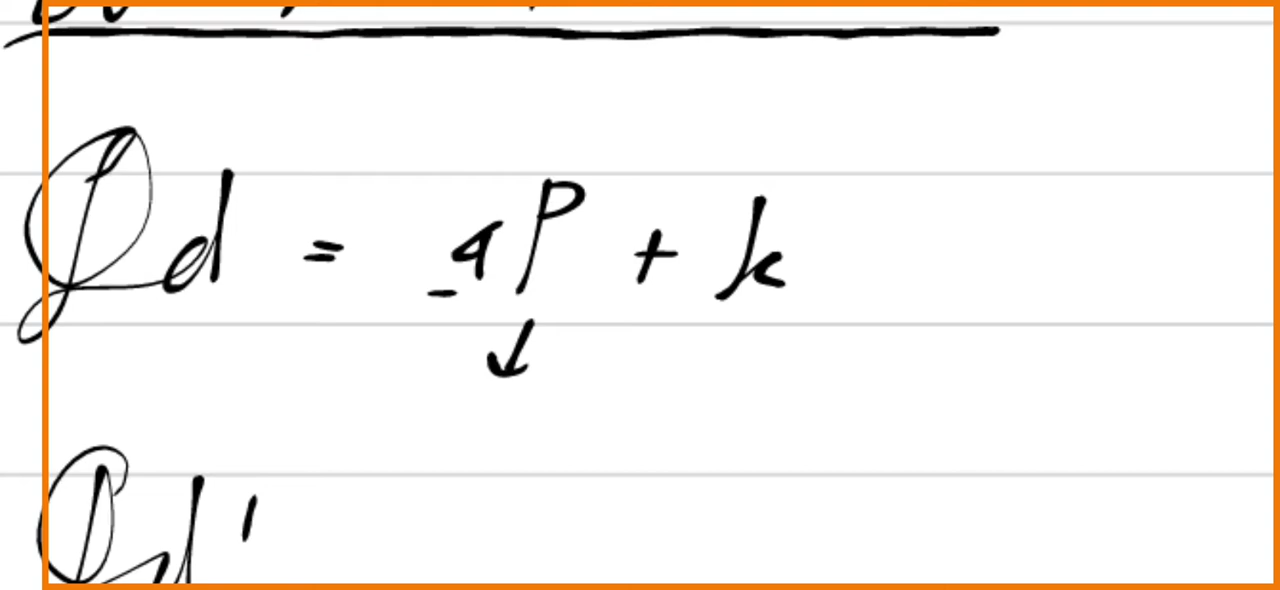 Qd = -aP + k
↓
Qd'